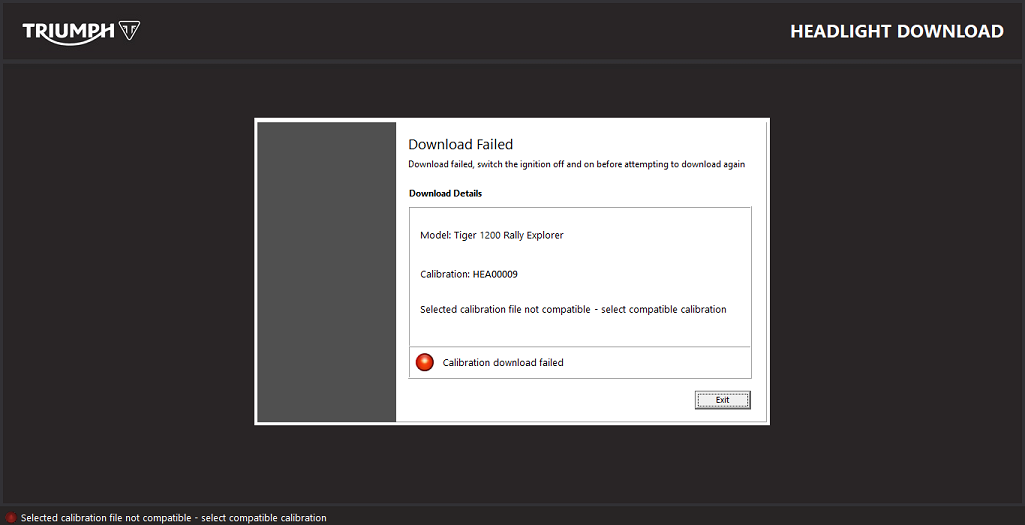 TRIUMPH
HEADLIGHT DOWNLOAD
Download Failed
Download failed, switch the ignition off and on before attempting to download again
Download Details
Model: Tiger 1200 Rally Explorer
Calibration: HEA00009
Selected calibration file not compatible - select compatible calibration
Calibration download failed
Exit
Selected calibration file not compatible - select compatible calibration